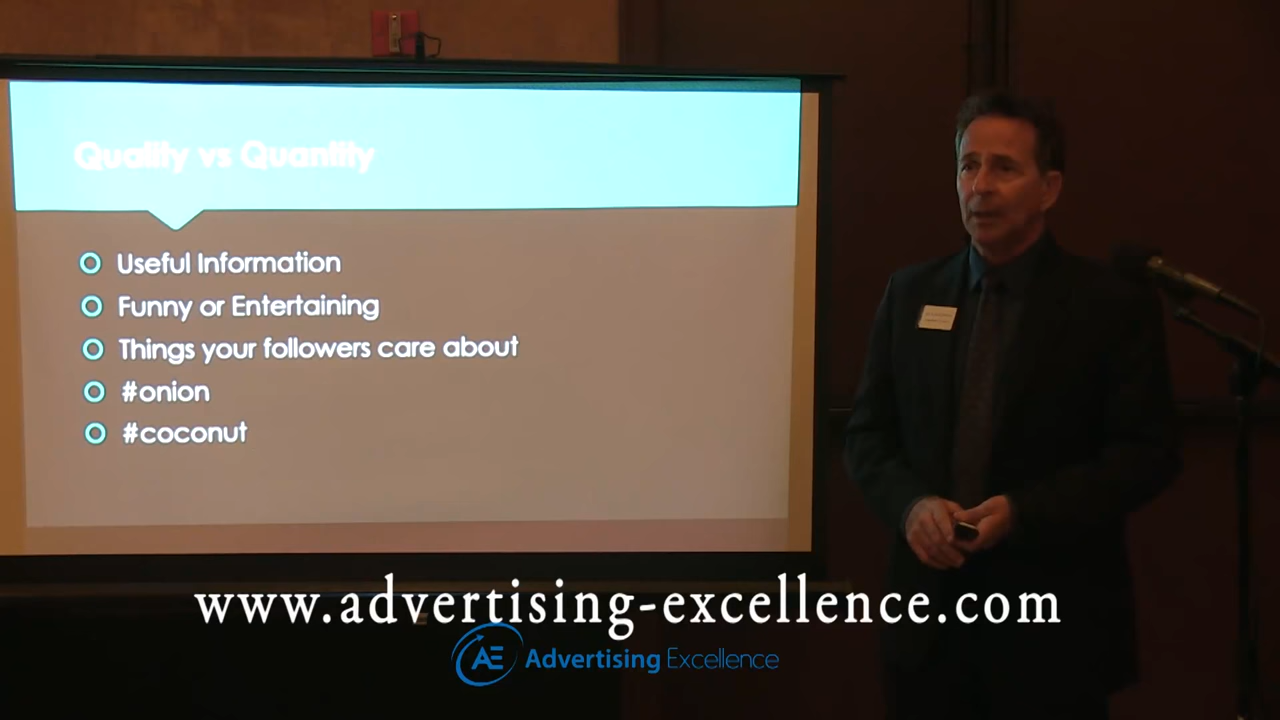 Quality vs Quantity
Useful Information
Funny or Entertaining
Things your followers care about
#onion
#coconut
www.advertising-excellence.com
AE Advertising Excellence